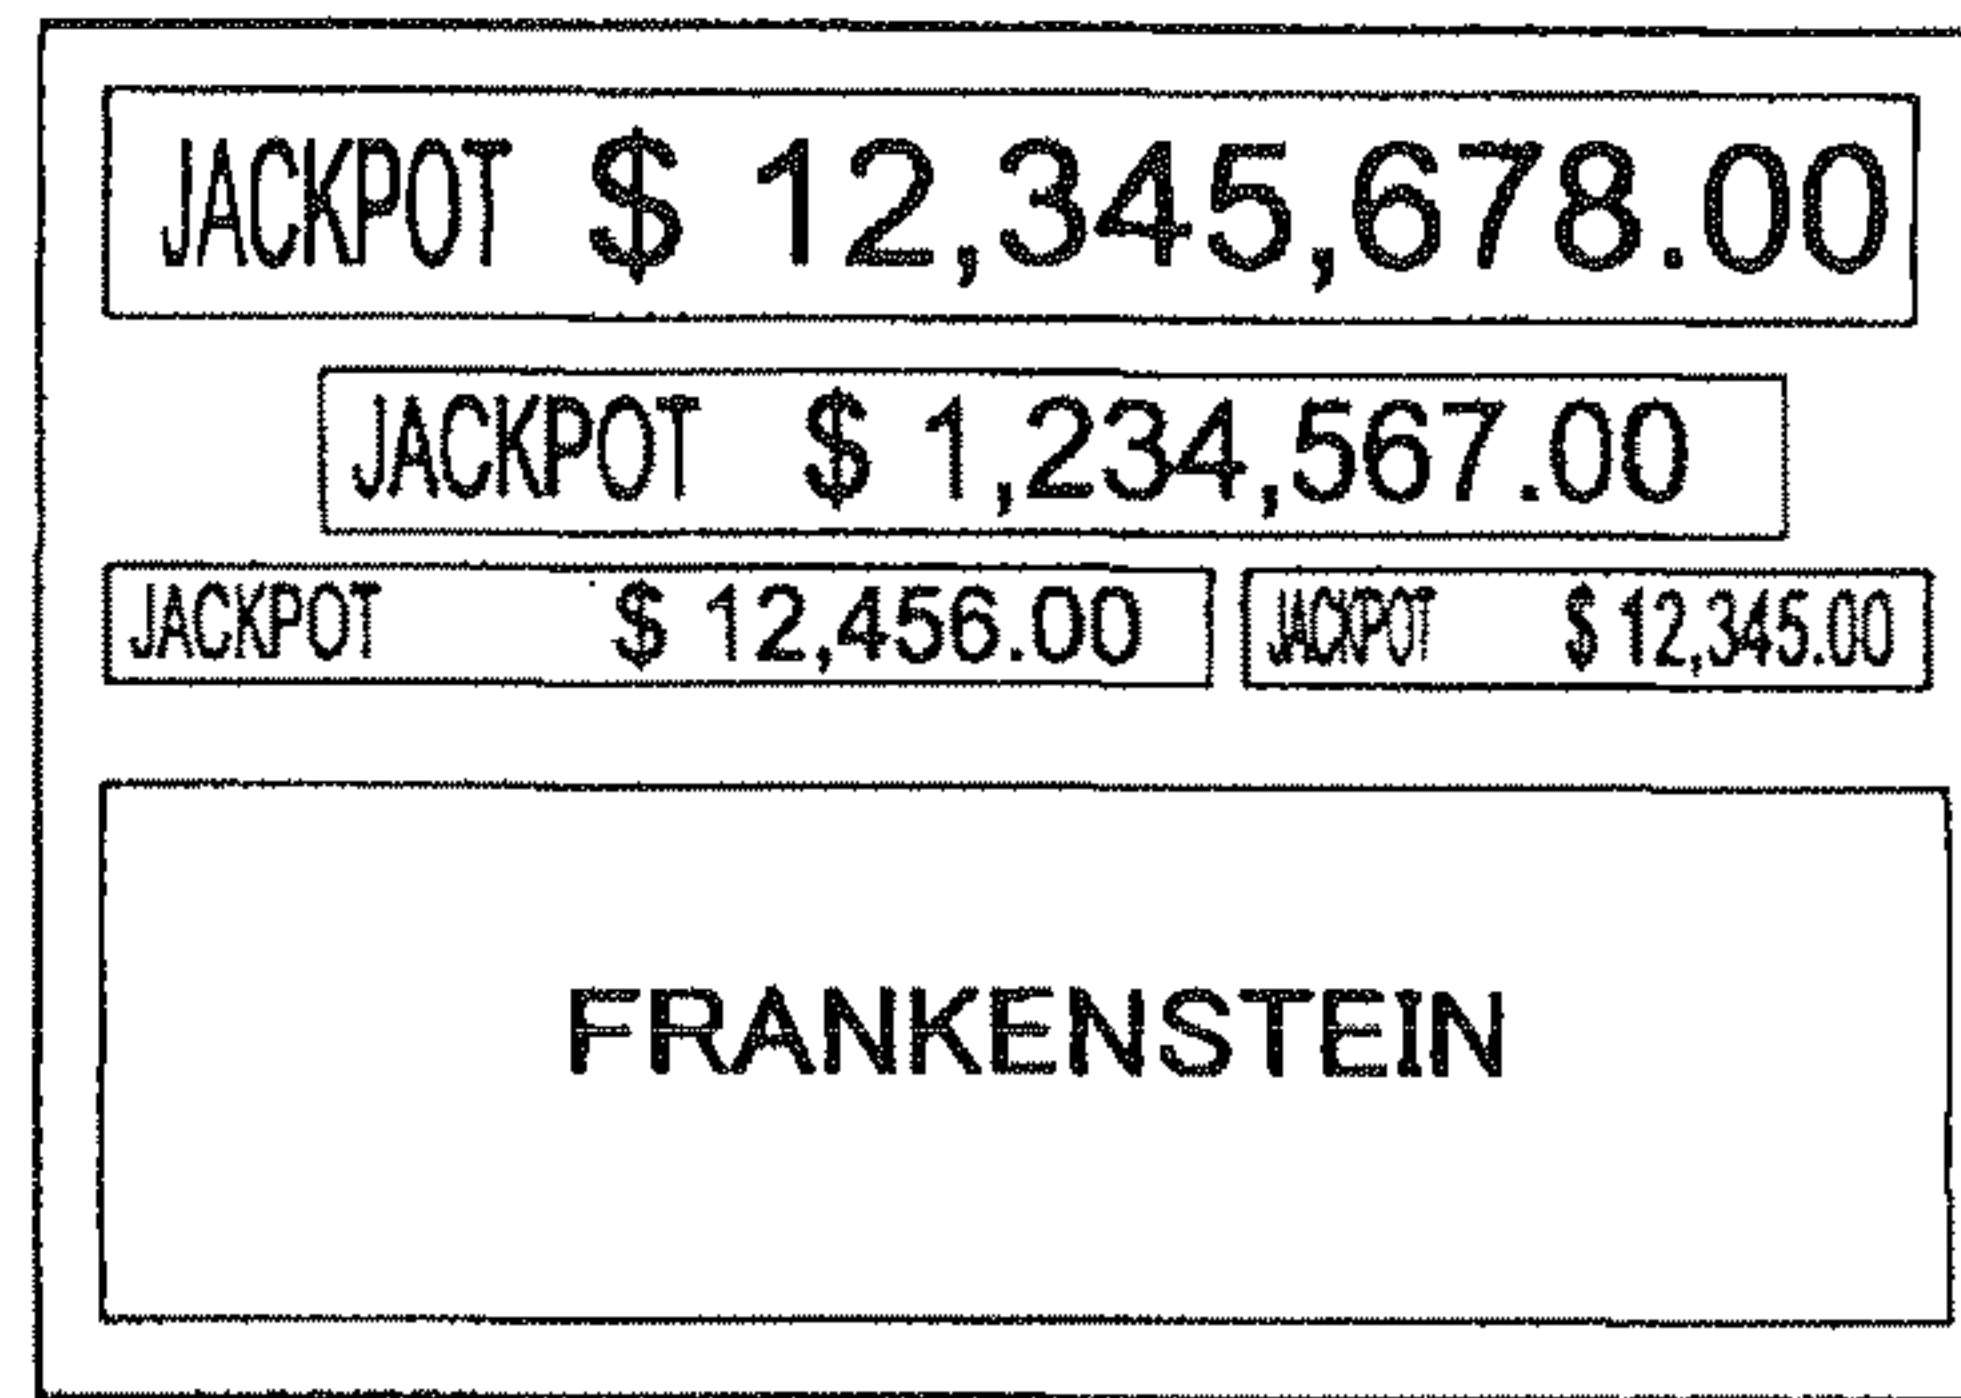 JACKPOT $ 12,345,678.00
JACKPOT $ 1,234,567.00
JACKPOT $ 12,456.00 JACKPOT $ 12,345.00
FRANKENSTEIN